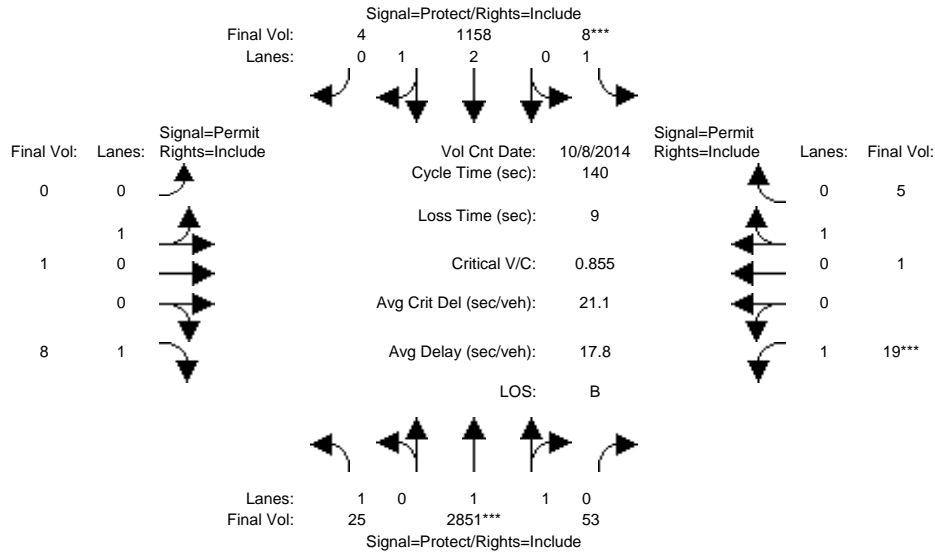 Signal=Protect/Rights=Include
Final Vol: 4 1158 8***
Lanes: 0 1 2 0 1
Signal=Permit
Final Vol: Lanes: Rights=Include
Vol Cnt Date: 10/8/2014
Signal=Permit
Rights=Include Lanes: Final Vol:
Cycle Time (sec): 140
0 0
0 5
Loss Time (sec): 9
1
1
1 0
Critical V/C: 0.855
0 1
0
Avg Crit Del (sec/veh): 21.1
0
8 1
Avg Delay (sec/veh): 17.8
1 19***
LOS: B
Lanes: 1 0 1 1 0
Final Vol: 25 2851*** 53
Signal=Protect/Rights=Include